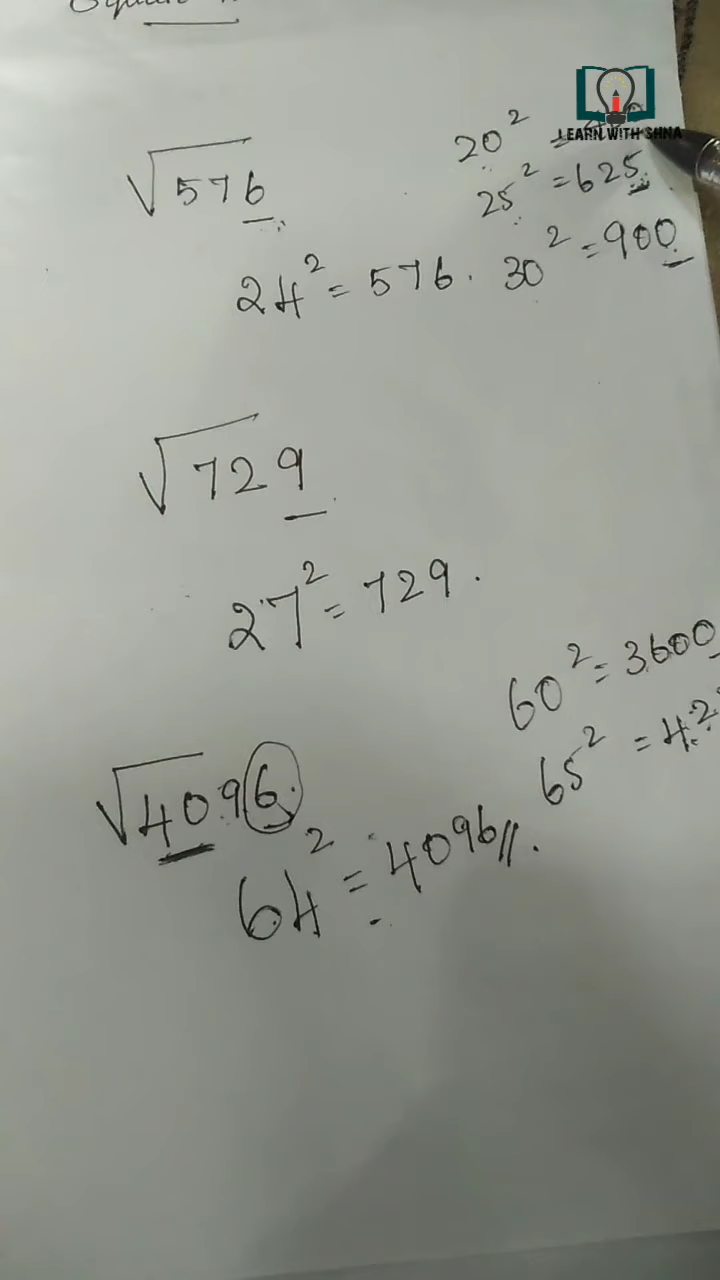 20² =
LEARN WITH SHNA
√576
25² = 625
24² = 576.
30² = 900
√729
27² = 729.
60² = 3600
65² = 42
√4096
64² = 4096//.